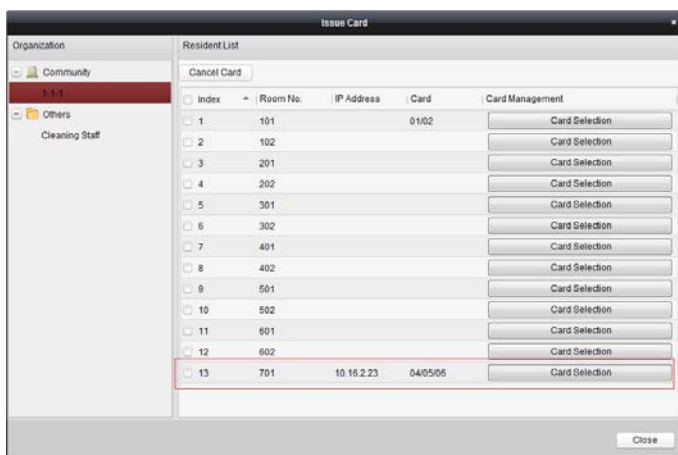 Issue Card
Organization
Resident List
Community
1-1-1
Others
Cleaning Staff
Cancel Card
Index Room No. IP Address Card Card Management
1 101 01/02 Card Selection
2 102 Card Selection
3 201 Card Selection
4 202 Card Selection
5 301 Card Selection
6 302 Card Selection
7 401 Card Selection
8 402 Card Selection
9 501 Card Selection
10 502 Card Selection
11 601 Card Selection
12 602 Card Selection
13 701 10.16.2.23 04/05/06 Card Selection
Close